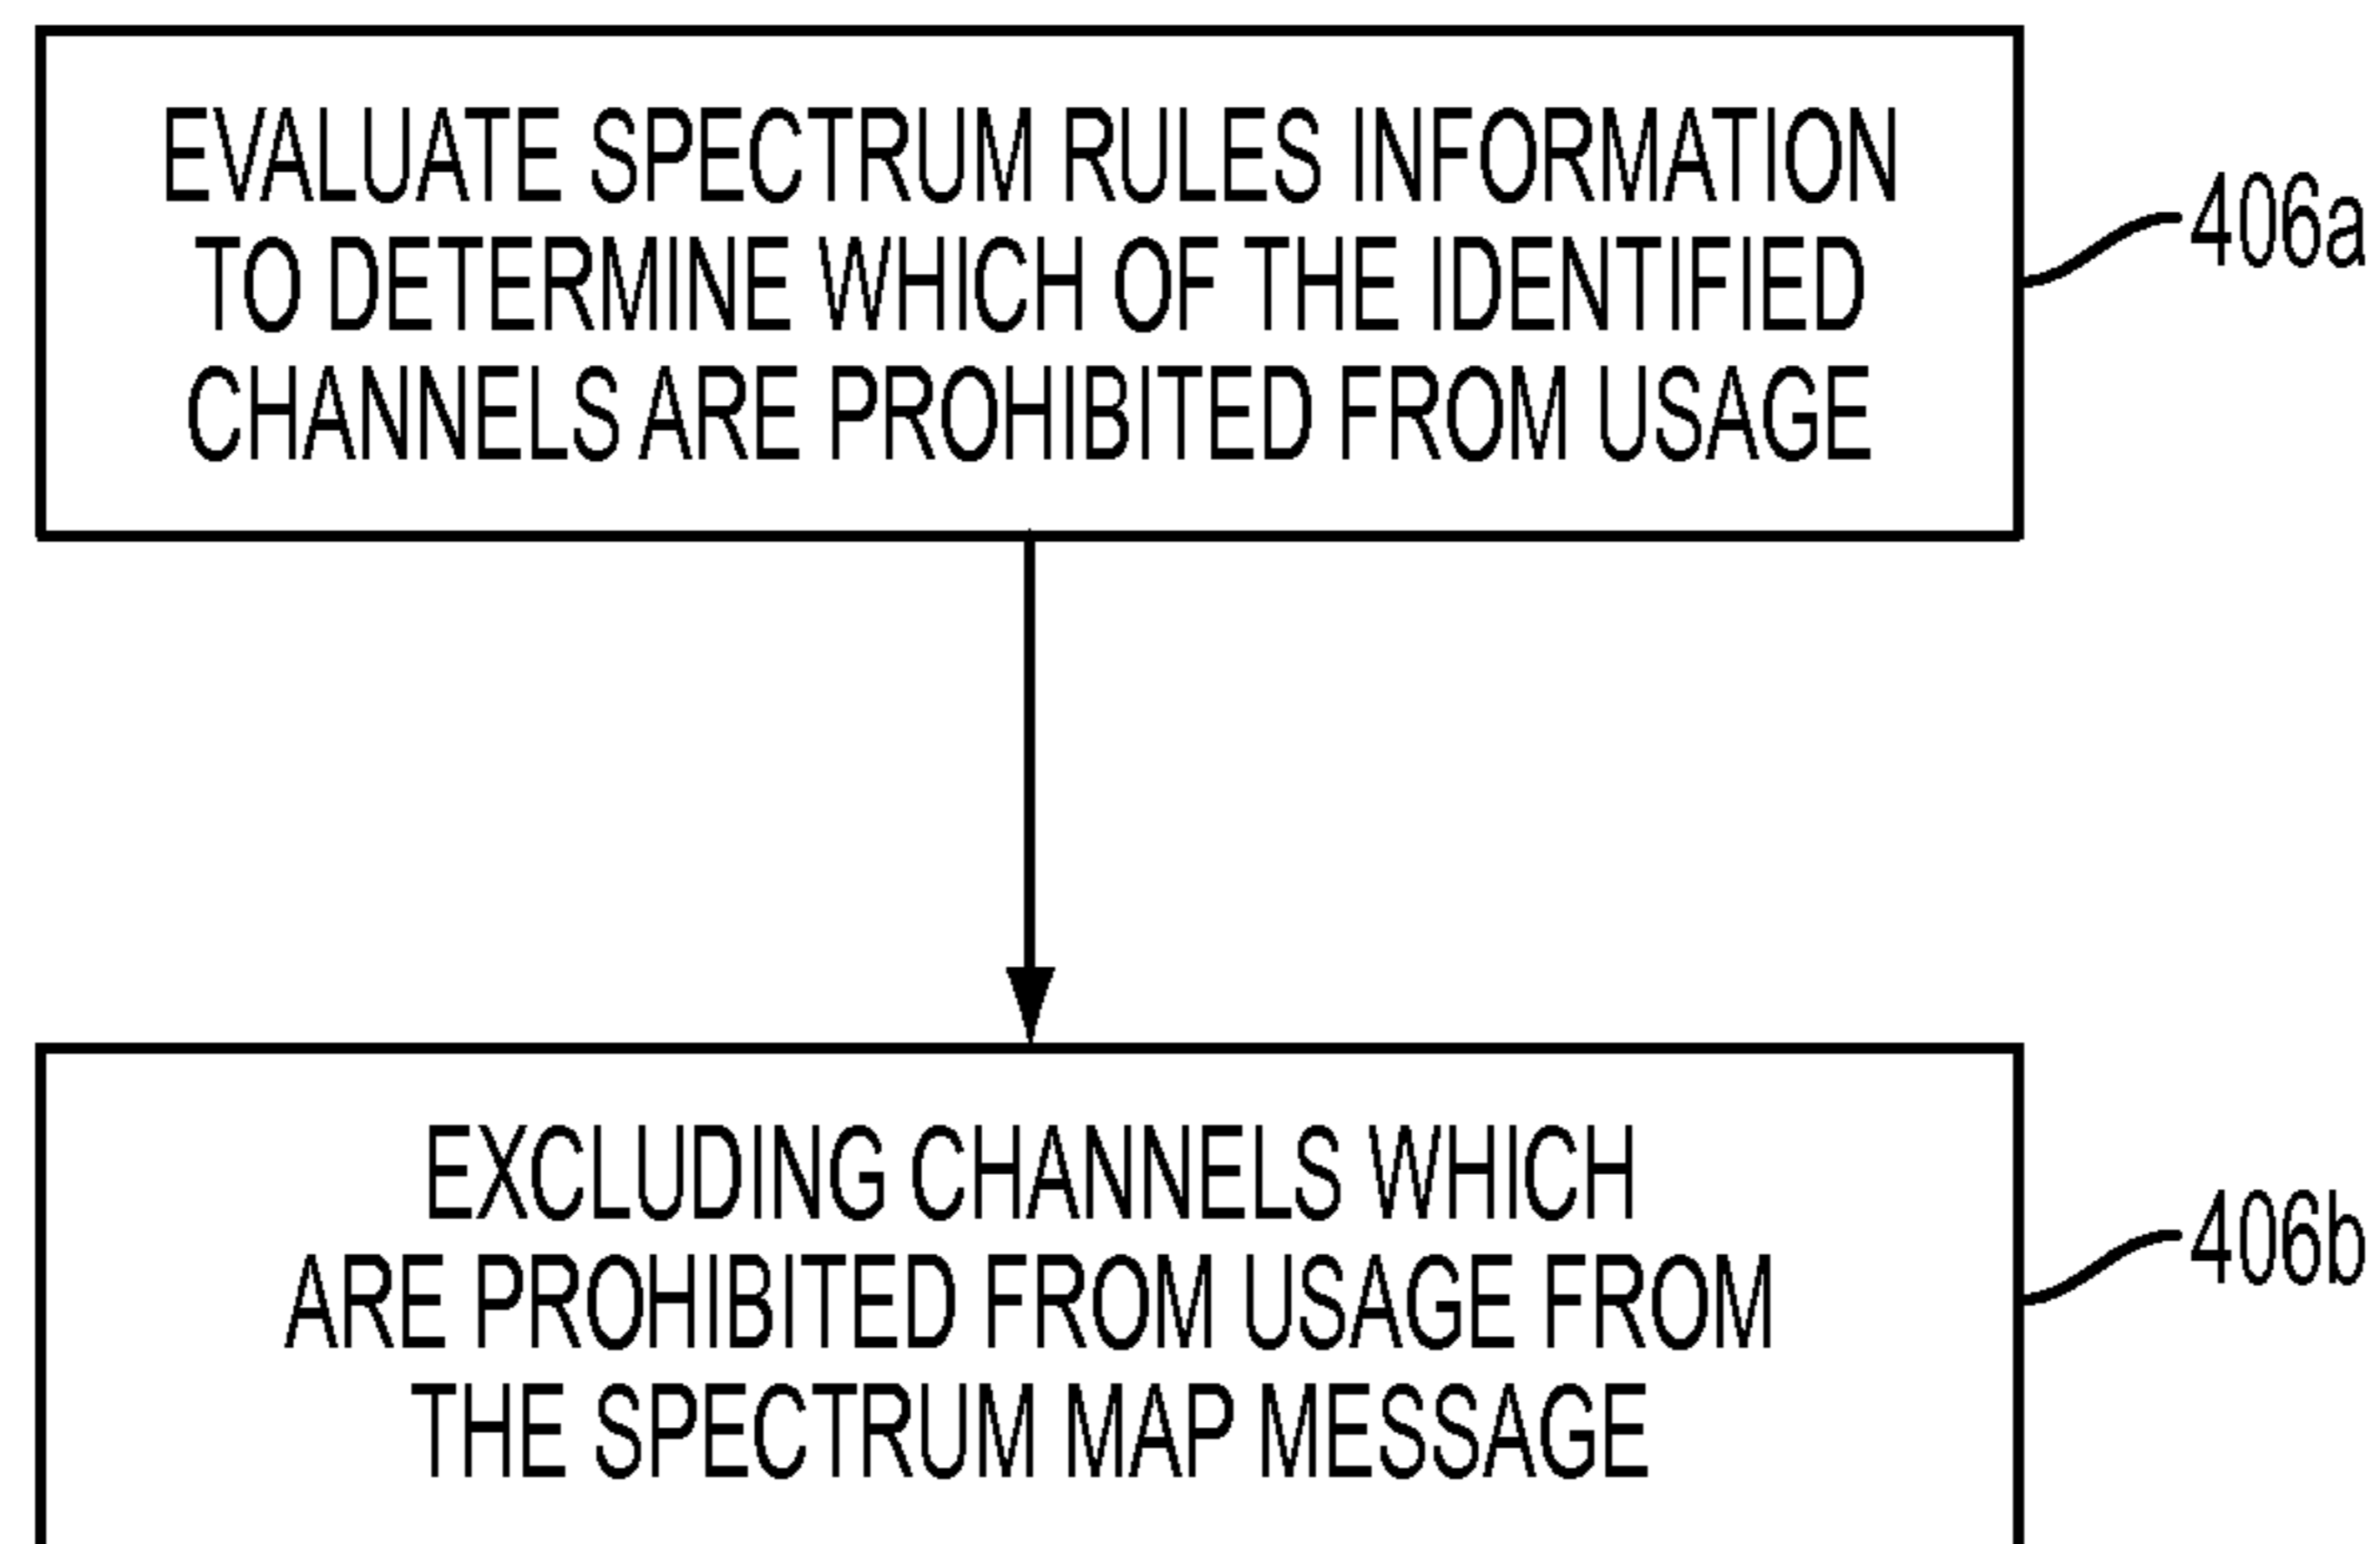 EVALUATE SPECTRUM RULES INFORMATION
TO DETERMINE WHICH OF THE IDENTIFIED
CHANNELS ARE PROHIBITED FROM USAGE
406a
EXCLUDING CHANNELS WHICH
ARE PROHIBITED FROM USAGE FROM
THE SPECTRUM MAP MESSAGE
406b